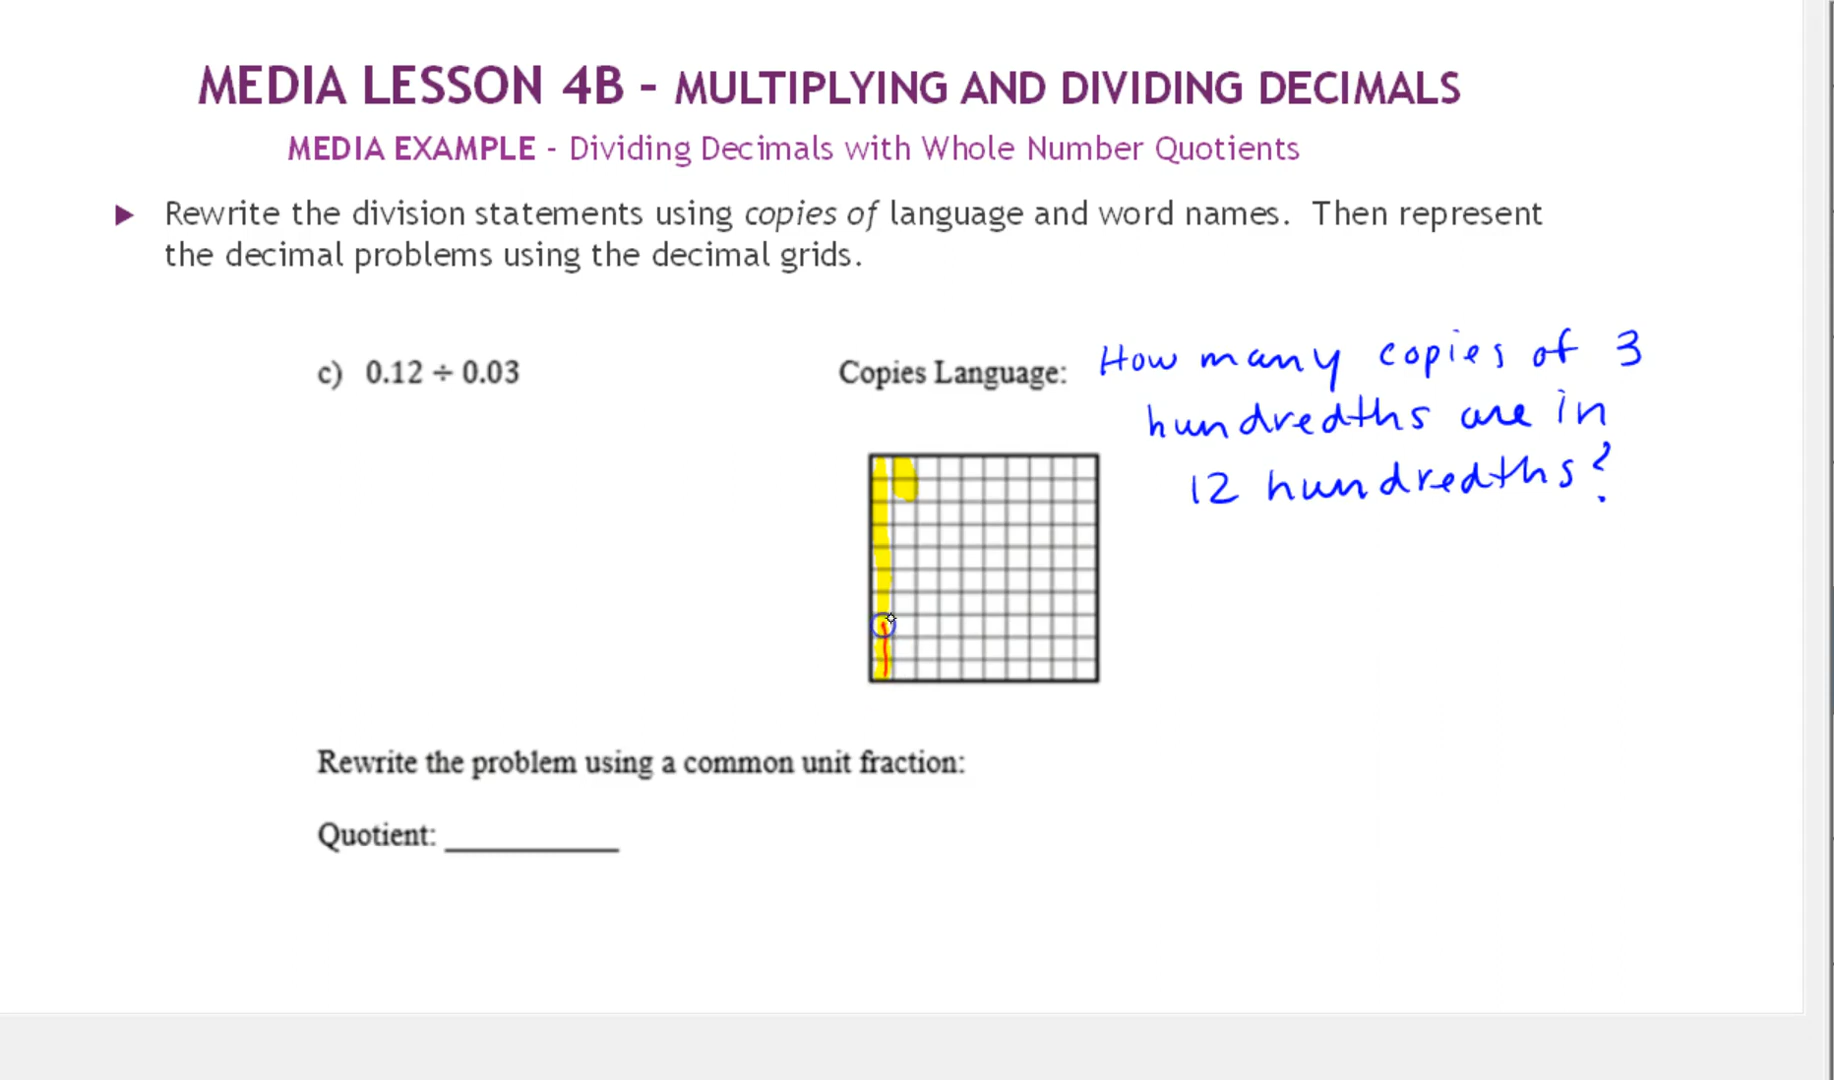 MEDIA LESSON 4B – MULTIPLYING AND DIVIDING DECIMALS
MEDIA EXAMPLE - Dividing Decimals with Whole Number Quotients
Rewrite the division statements using copies of language and word names. Then represent
the decimal problems using the decimal grids.
c) 0.12 ÷ 0.03
Copies Language: How many copies of 3
hundredths are in
12 hundredths?
Rewrite the problem using a common unit fraction:
Quotient: ____________